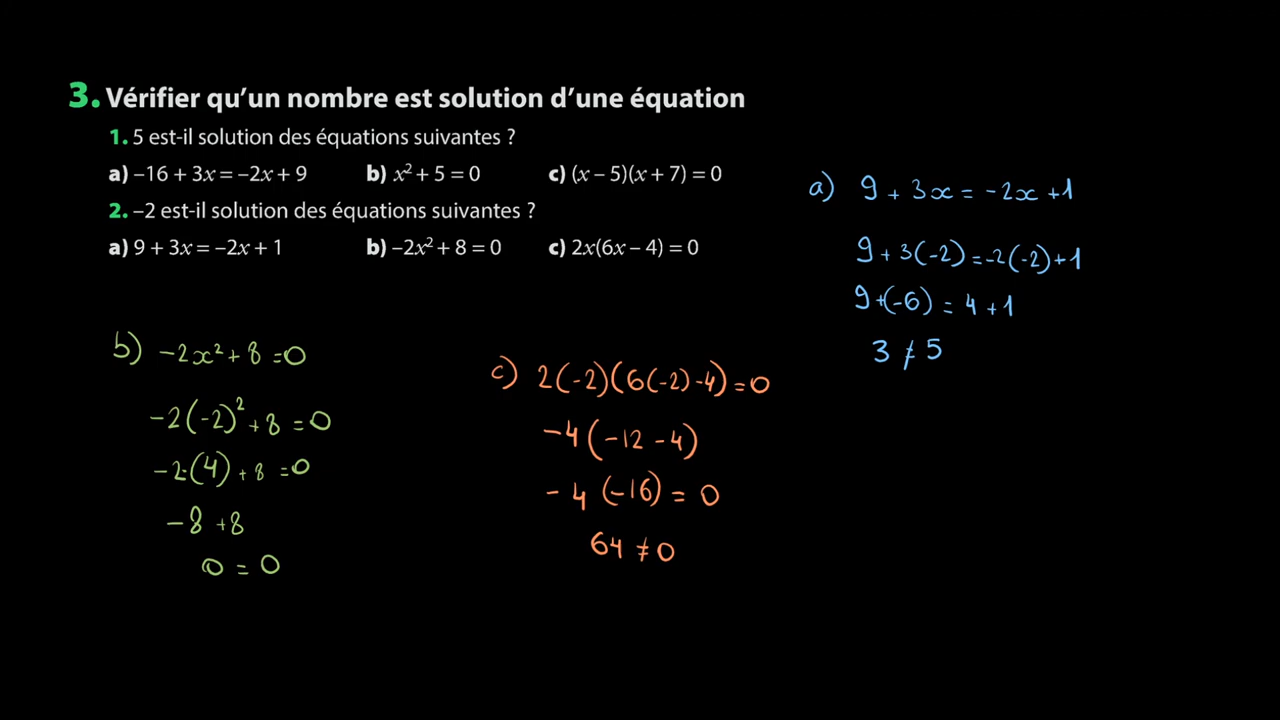 3. Vérifier qu’un nombre est solution d’une équation
1. 5 est-il solution des équations suivantes ?
a) –16 + 3x = –2x + 9 b) x² + 5 = 0 c) (x – 5)(x + 7) = 0
2. –2 est-il solution des équations suivantes ?
a) 9 + 3x = –2x + 1 b) –2x² + 8 = 0 c) 2x(6x – 4) = 0
a) 9 + 3x = -2x + 1
9 + 3(-2) = -2(-2) + 1
9 + (-6) = 4 + 1
3 ≠ 5
b) -2x² + 8 = 0
-2(-2)² + 8 = 0
-2·(4) + 8 = 0
-8 + 8
0 = 0
c) 2(-2)(6(-2) - 4) = 0
-4(-12 - 4)
-4 (-16) = 0
64 ≠ 0